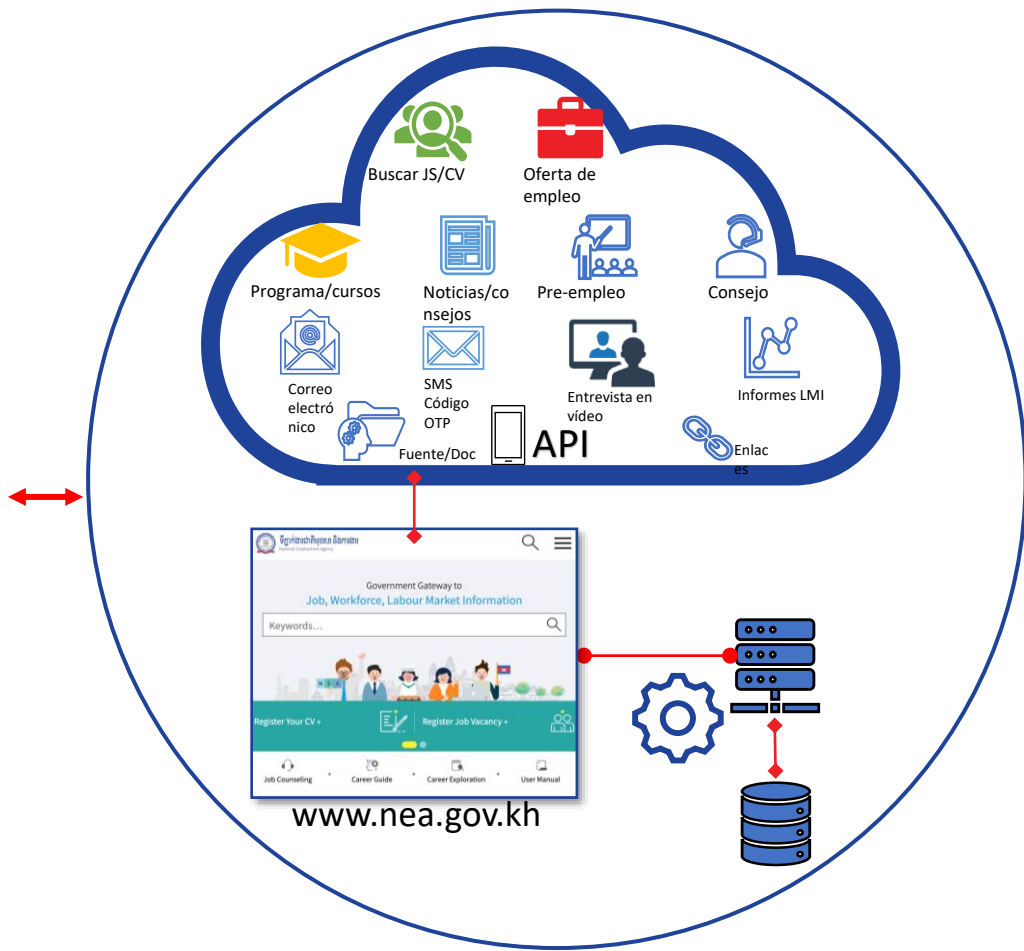 Buscar JS/CV
Oferta de
empleo
Programa/cursos
Noticias/co
nsejos
Pre-empleo
Consejo
Correo
electró
nico
SMS
Código
OTP
Entrevista en
vídeo
Informes LMI
Fuente/Doc
API
Enlac
es
National Employment Agency
Government Gateway to
Job, Workforce, Labour Market Information
Keywords...
Register Your CV +
Register Job Vacancy +
Job Counseling
Career Guide
Career Exploration
User Manual
www.nea.gov.kh